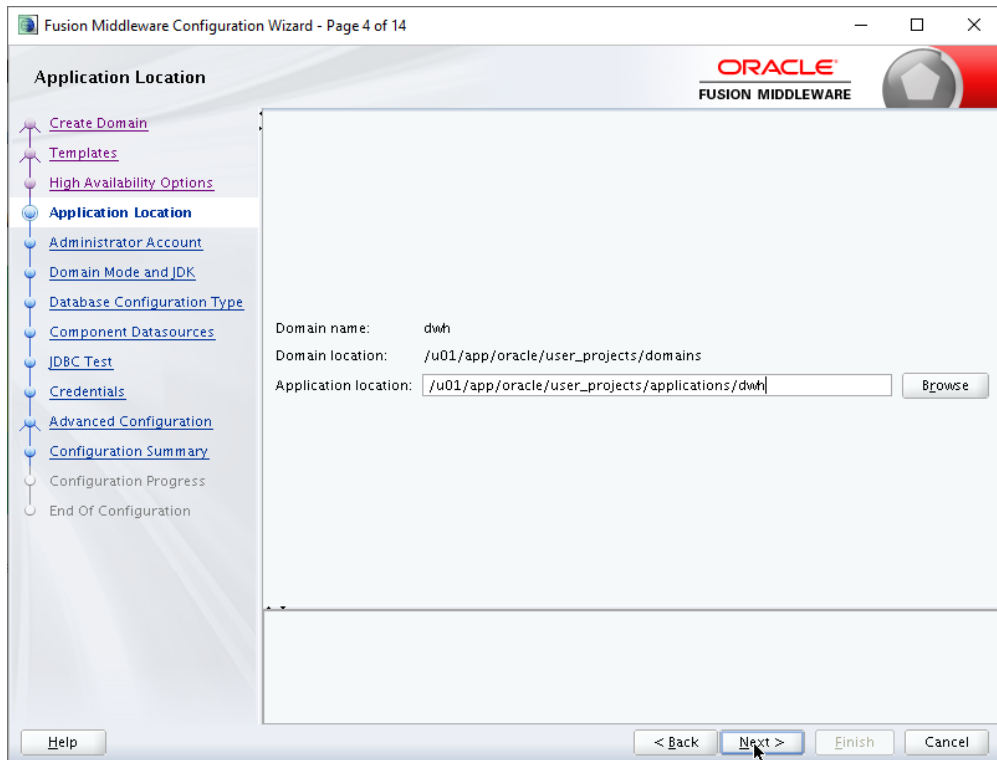 Fusion Middleware Configuration Wizard - Page 4 of 14
Application Location
ORACLE
FUSION MIDDLEWARE
Create Domain
Templates
High Availability Options
Application Location
Administrator Account
Domain Mode and JDK
Database Configuration Type
Component Datasources
JDBC Test
Credentials
Advanced Configuration
Configuration Summary
Configuration Progress
End Of Configuration
Domain name: dwh
Domain location: /u01/app/oracle/user_projects/domains
Application location: /u01/app/oracle/user_projects/applications/dwh Browse
Help < Back Next > Finish Cancel